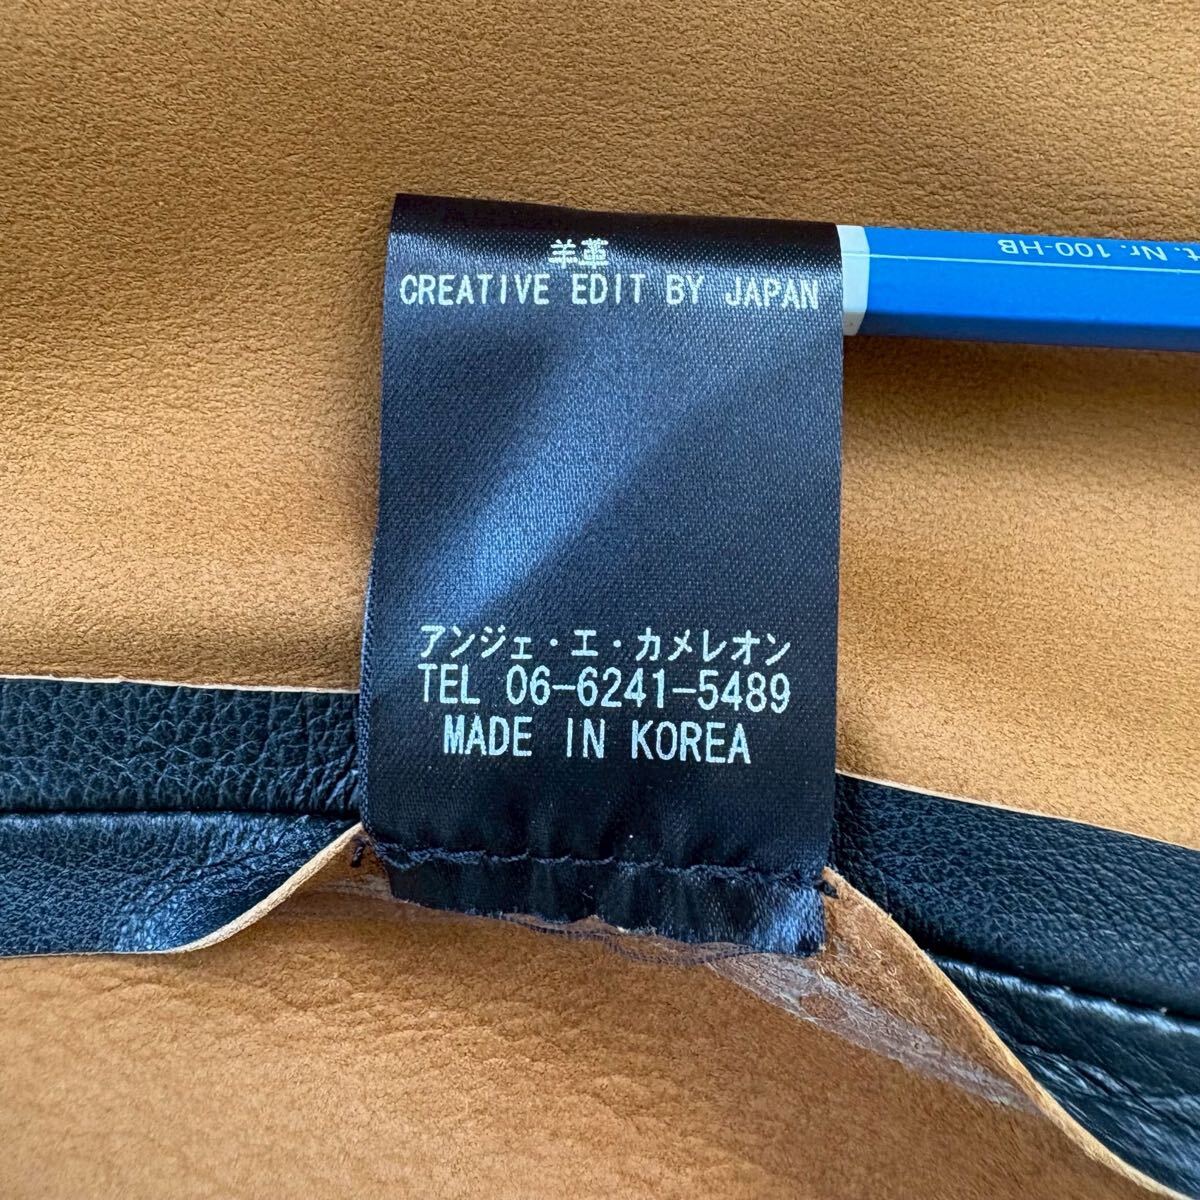 羊革
CREATIVE EDIT BY JAPAN
アンジェ・エ・カメレオン
TEL 06-6241-5489
MADE IN KOREA
t. Nr. 100-HB